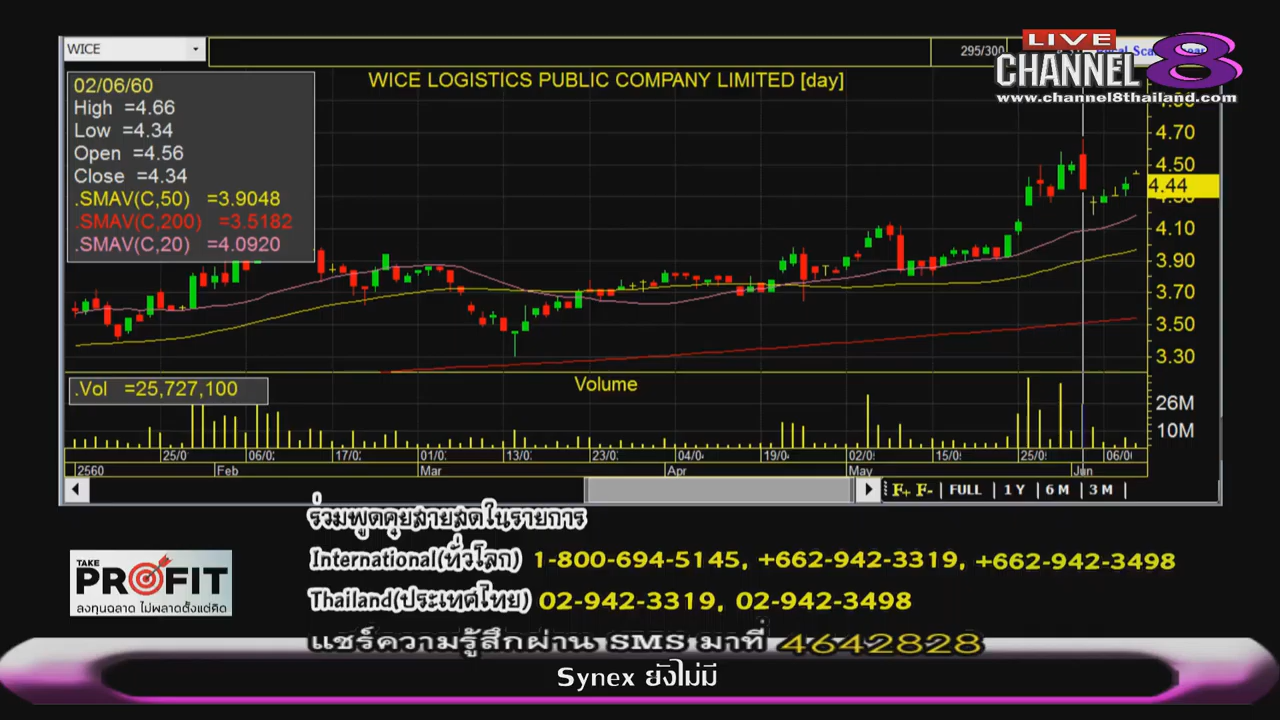 WICE
295/300
LIVE
CHANNEL 8
www.channel8thailand.com
WICE LOGISTICS PUBLIC COMPANY LIMITED [day]
02/06/60
High =4.66
Low =4.34
Open =4.56
Close =4.34
.SMAV(C,50) =3.9048
.SMAV(C,200) =3.5182
.SMAV(C,20) =4.0920
4.70
4.50
4.44
4.10
3.90
3.70
3.50
3.30
.Vol =25,727,100
Volume
26M
10M
25/0 06/0 17/0 01/0 13/0 23/0 04/0 19/0 02/0 15/0 25/0 06/0
2560 Feb Mar Apr May Jun
F+ F- FULL 1 Y 6 M 3 M
ร่วมพูดคุยสายสดในรายการ
International(ทั่วโลก) 1-800-694-5145, +662-942-3319, +662-942-3498
Thailand(ประเทศไทย) 02-942-3319, 02-942-3498
TAKE
PROFIT
ลงทุนฉลาด ไม่พลาดตั้งแต่คิด
แชร์ความรู้สึกผ่าน SMS มาที่ 4642828
Synex ยังไม่มี